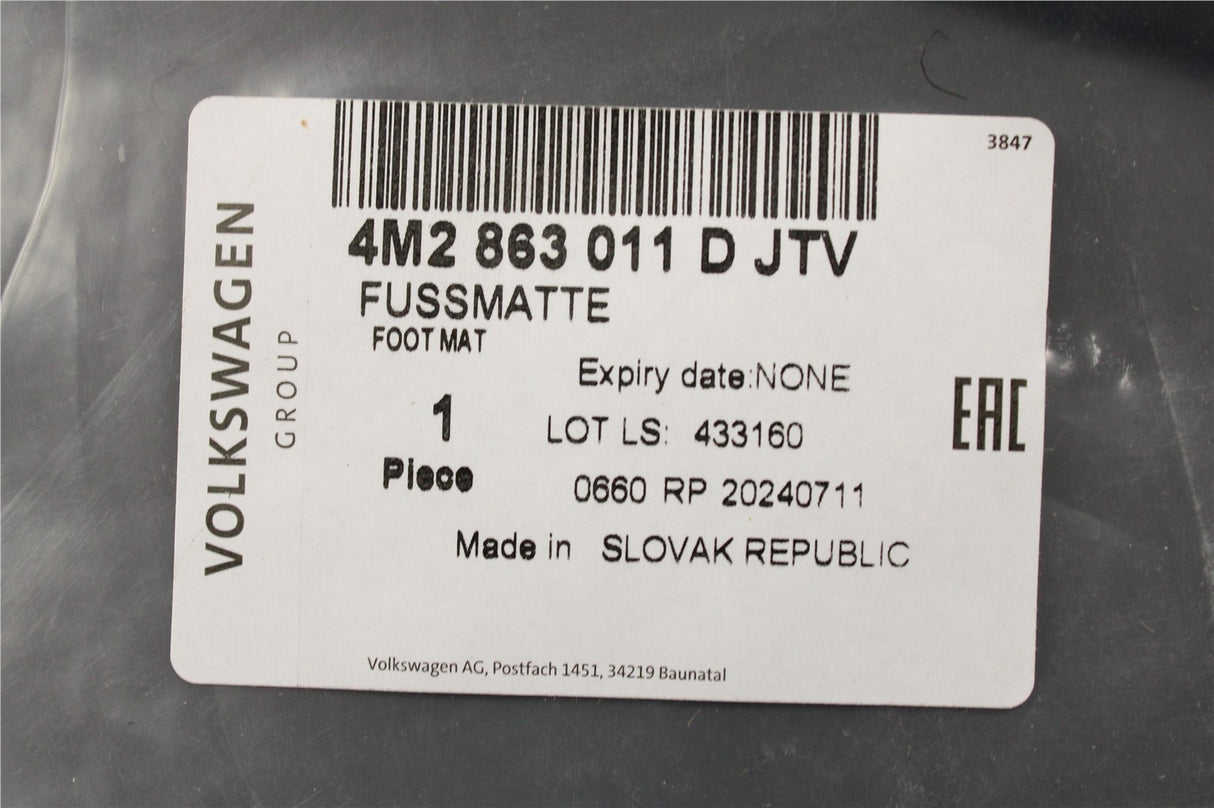 3847
4M2 863 011 D JTV
FUSSMATTE
FOOT MAT
Expiry date:NONE
1
LOT LS: 433160
Piece
0660 RP 20240711
Made in SLOVAK REPUBLIC
EAC
VOLKSWAGEN
GROUP
Volkswagen AG, Postfach 1451, 34219 Baunatal